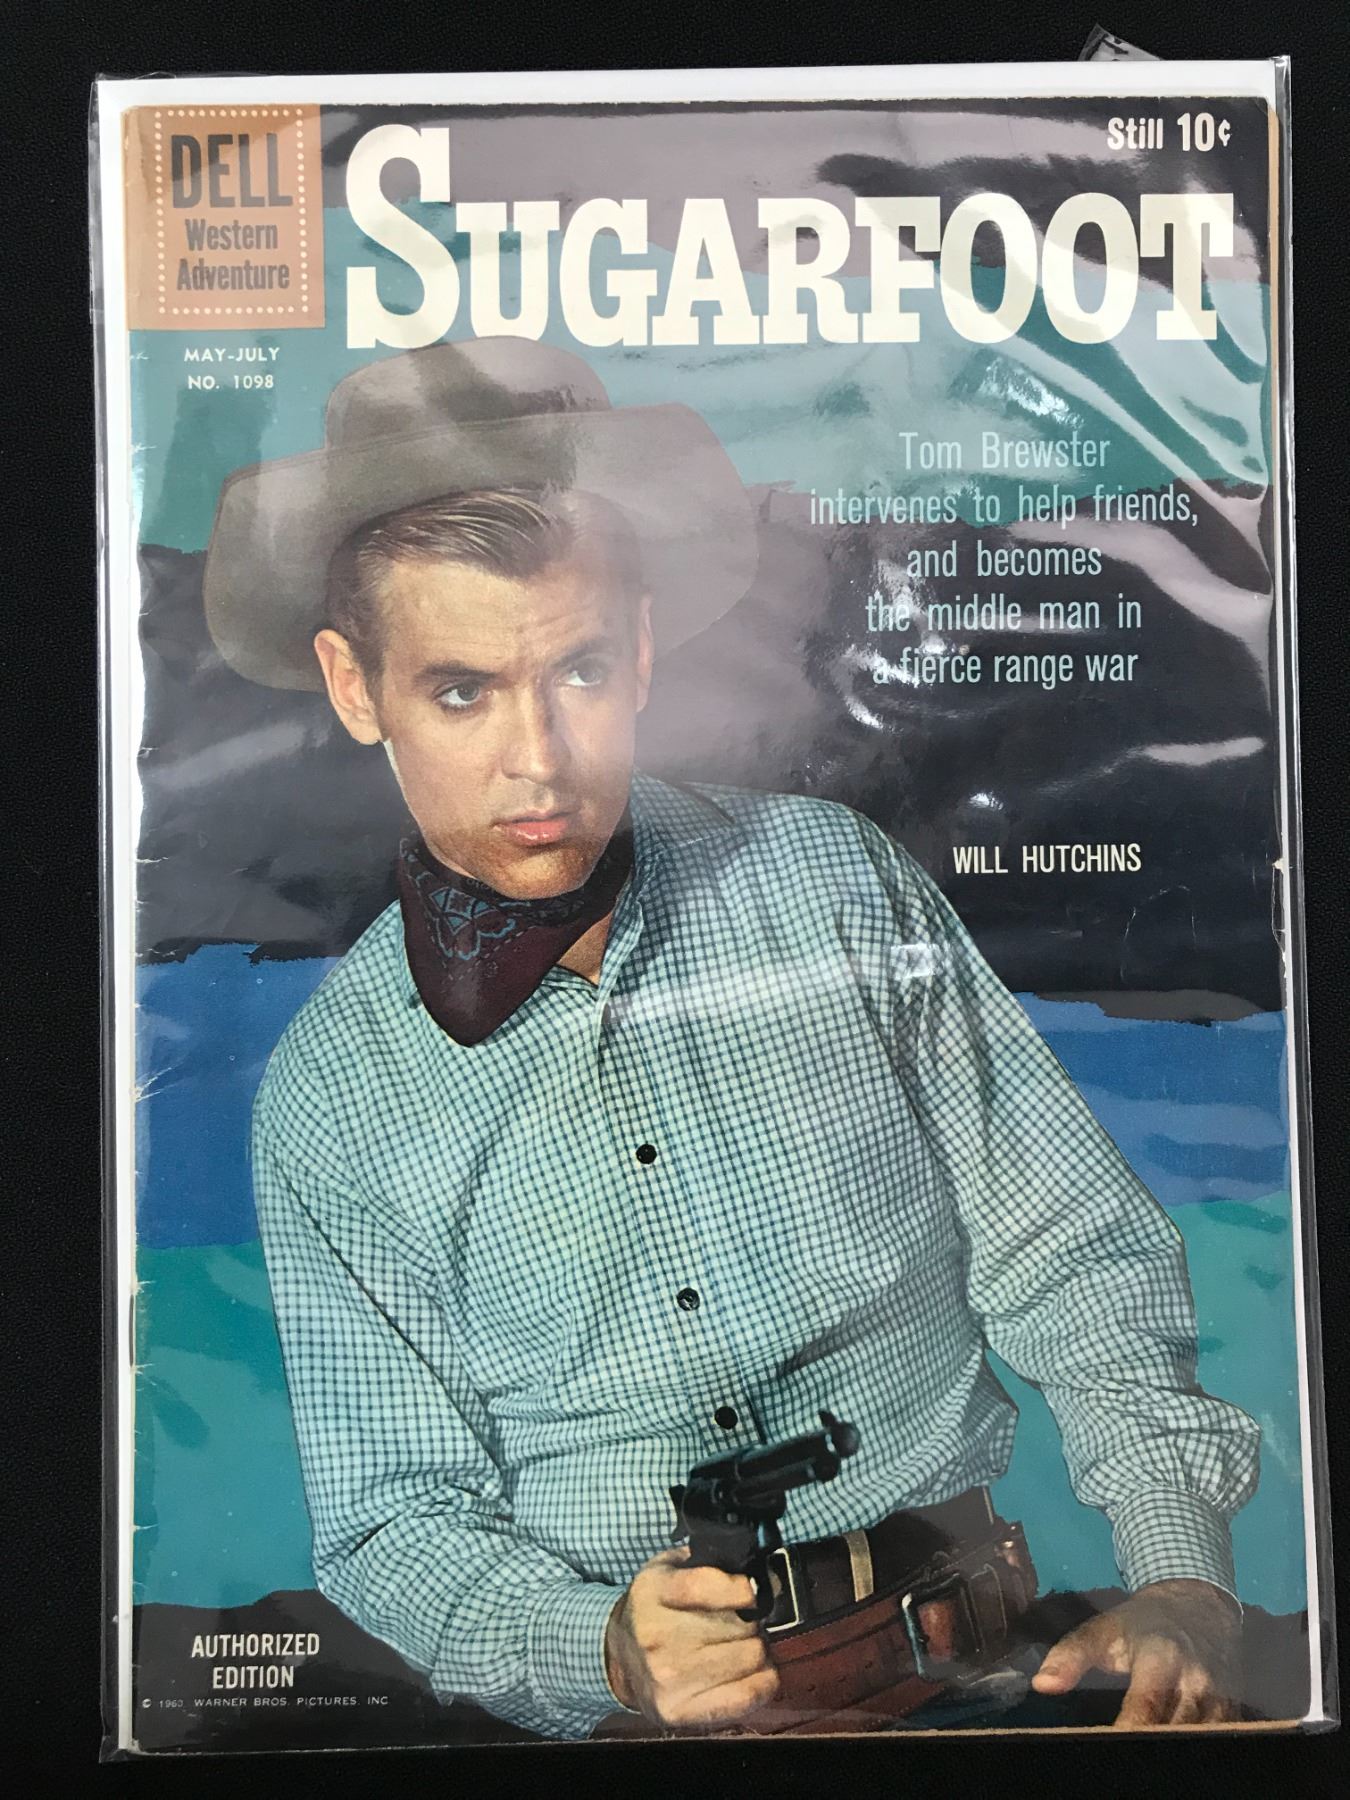 DELL
Western
Adventure
MAY-JULY
NO. 1098
Still 10¢
SUGARFOOT
Tom Brewster
intervenes to help friends,
and becomes
the middle man in
a fierce range war
WILL HUTCHINS
AUTHORIZED
EDITION
© 1960, WARNER BROS. PICTURES, INC.